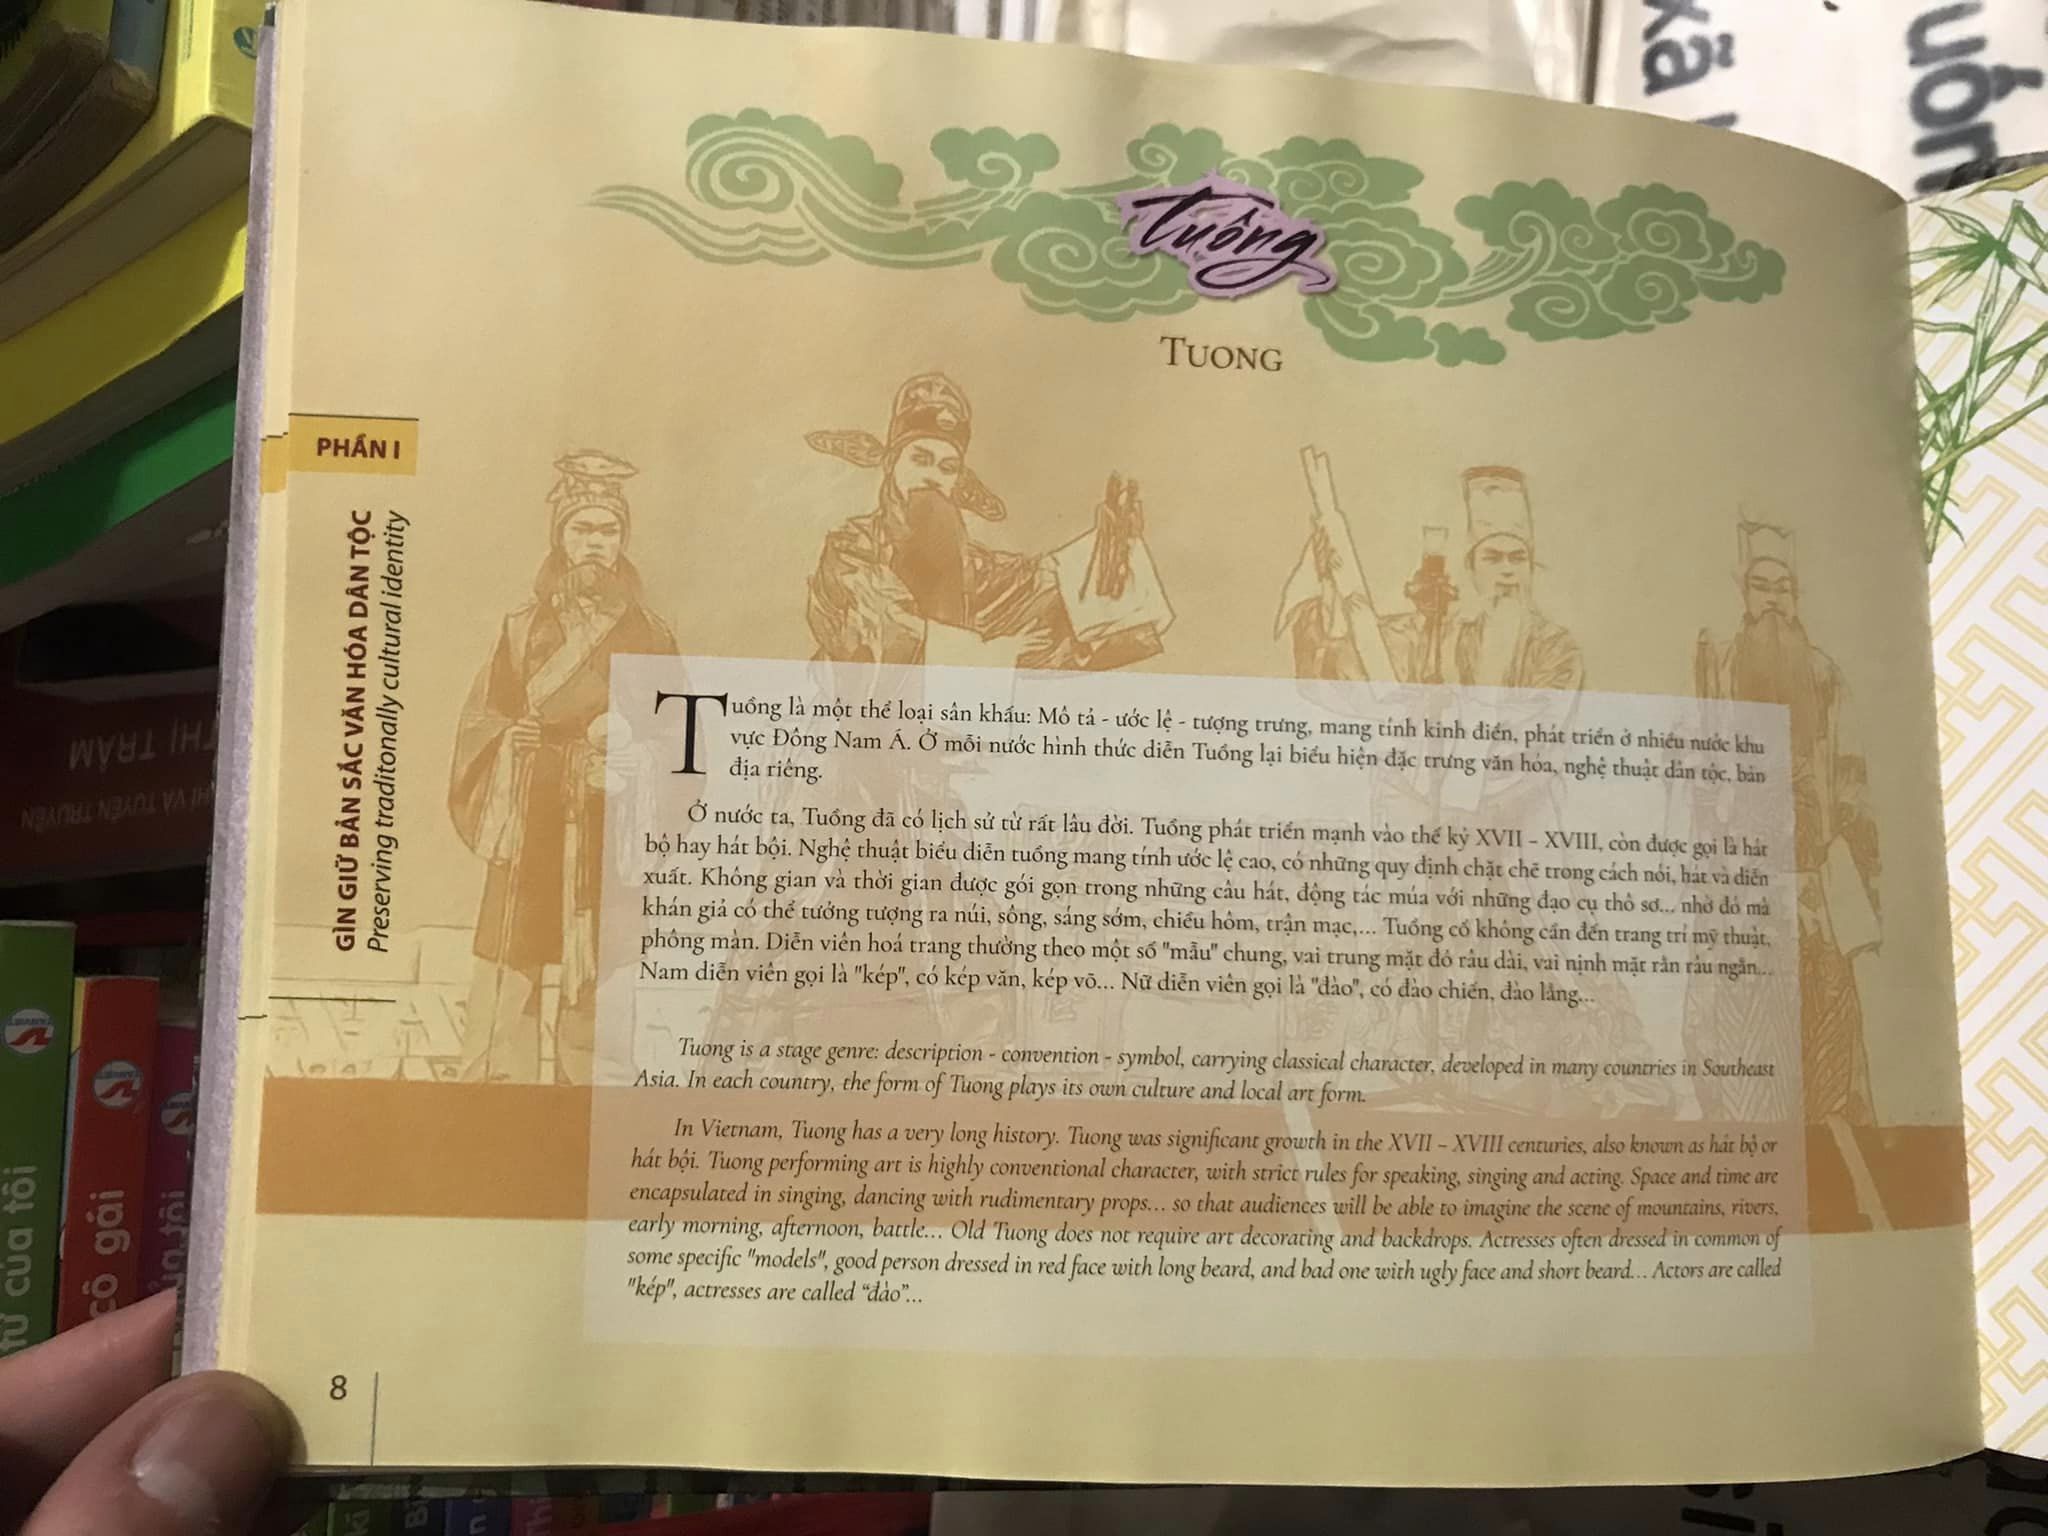 Tuồng
TUONG
PHẦN I
GÌN GIỮ BẢN SẮC VĂN HÓA DÂN TỘC
Preserving traditonally cultural identity
Tuồng là một thể loại sân khấu: Mô tả - ước lệ - tượng trưng, mang tính kinh điển, phát triển ở nhiều nước khu
vực Đông Nam Á. Ở mỗi nước hình thức diễn Tuồng lại biểu hiện đặc trưng văn hóa, nghệ thuật dân tộc, bản
địa riêng.
Ở nước ta, Tuồng đã có lịch sử từ rất lâu đời. Tuồng phát triển mạnh vào thế kỷ XVII – XVIII, còn được gọi là hát
bộ hay hát bội. Nghệ thuật biểu diễn tuồng mang tính ước lệ cao, có những quy định chặt chẽ trong cách nói, hát và diễn
xuất. Không gian và thời gian được gói gọn trong những câu hát, động tác múa với những đạo cụ thô sơ... nhờ đó mà
khán giả có thể tưởng tượng ra núi, sông, sáng sớm, chiều hôm, trận mạc,... Tuồng cổ không cần đến trang trí mỹ thuật,
phông màn. Diễn viên hoá trang thường theo một số "mẫu" chung, vai trung mặt đỏ râu dài, vai nịnh mặt rằn râu ngắn...
Nam diễn viên gọi là "kép", có kép văn, kép võ... Nữ diễn viên gọi là "đào", có đào chiến, đào lẳng...
Tuong is a stage genre: description - convention - symbol, carrying classical character, developed in many countries in Southeast
Asia. In each country, the form of Tuong plays its own culture and local art form.
In Vietnam, Tuong has a very long history. Tuong was significant growth in the XVII – XVIII centuries, also known as hát bộ or
hát bội. Tuong performing art is highly conventional character, with strict rules for speaking, singing and acting. Space and time are
encapsulated in singing, dancing with rudimentary props... so that audiences will be able to imagine the scene of mountains, rivers,
early morning, afternoon, battle... Old Tuong does not require art decorating and backdrops. Actresses often dressed in common of
some specific "models", good person dressed in red face with long beard, and bad one with ugly face and short beard... Actors are called
"kép", actresses are called “đào”...
8
THỊ TRÂM
HI VÀ TUYÊN TRUYỀN
của tôi
cô gái
xã